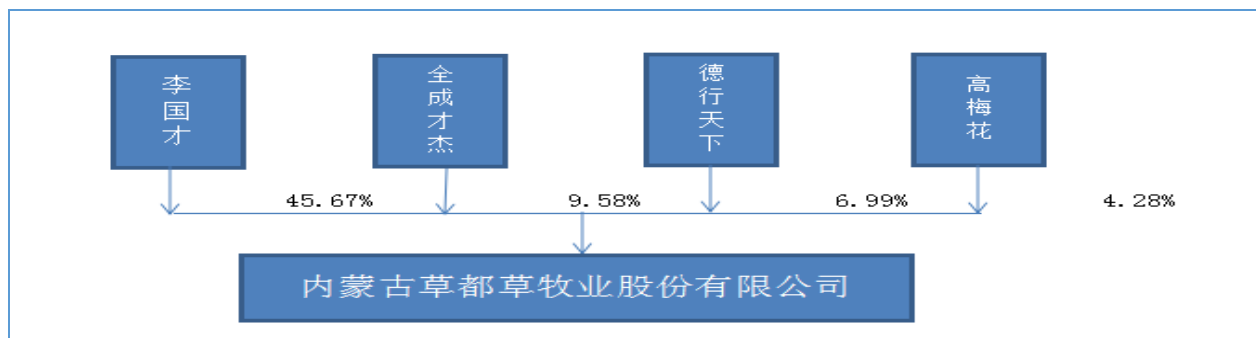 李国才
全成才杰
德行天下
高梅花
45.67%
9.58%
6.99%
4.28%
内蒙古草都草牧业股份有限公司